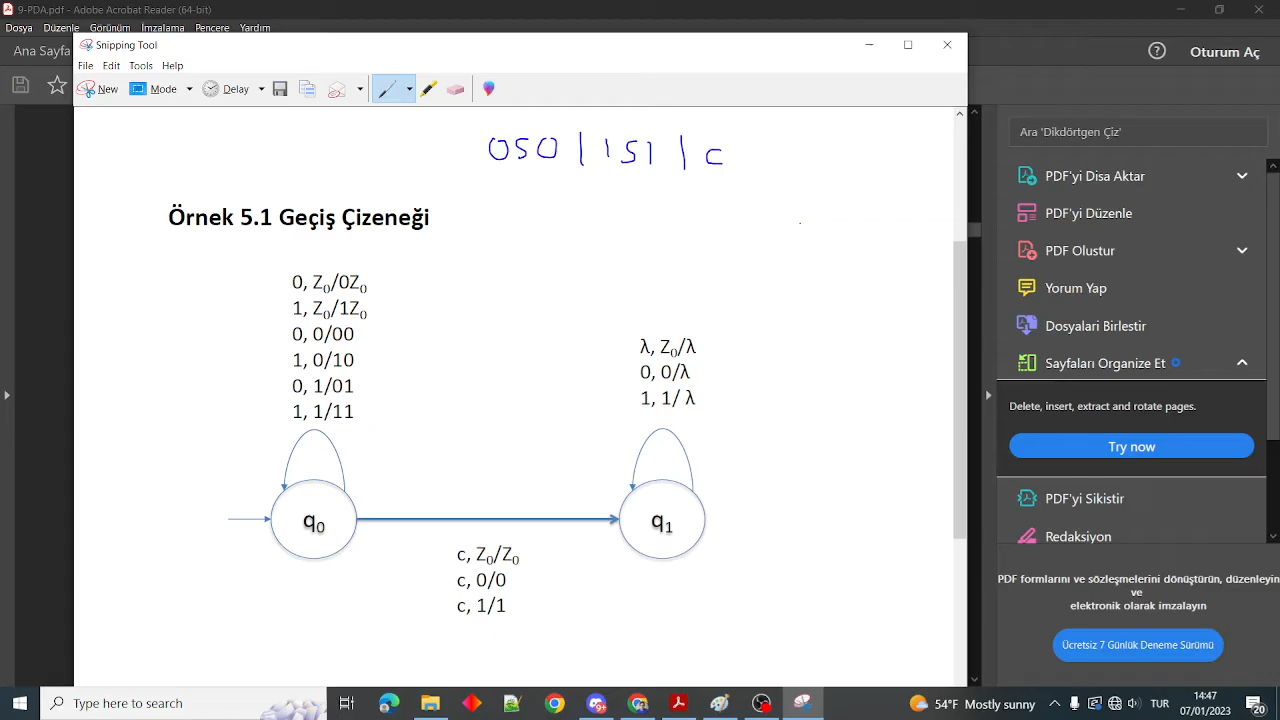 9-PDA.pdf - Adobe Acrobat Reader (64-bit)
Dosya Düzenle Görünüm İmzalama Pencere Yardım
Ana Sayfa
Oturum Aç
Snipping Tool
File Edit Tools Help
New Mode Delay
0S0 | 1S1 | c
Örnek 5.1 Geçiş Çizeneği
0, Z₀/0Z₀
1, Z₀/1Z₀
0, 0/00
1, 0/10
0, 1/01
1, 1/11
λ, Z₀/λ
0, 0/λ
1, 1/ λ
q₀
q₁
c, Z₀/Z₀
c, 0/0
c, 1/1
Ara 'Dikdörtgen Çiz'
PDF'yi Disa Aktar
PDF'yi Düzenle
PDF Olustur
Yorum Yap
Dosyalari Birlestir
Sayfaları Organize Et
Delete, insert, extract and rotate pages.
Try now
PDF'yi Sikistir
Redaksiyon
PDF formlarını ve sözleşmelerini dönüştürün, düzenleyin
ve
elektronik olarak imzalayın
Ücretsiz 7 Günlük Deneme Sürümü
Type here to search
9+
54°F Mostly sunny
TUR
14:47
07/01/2023
20